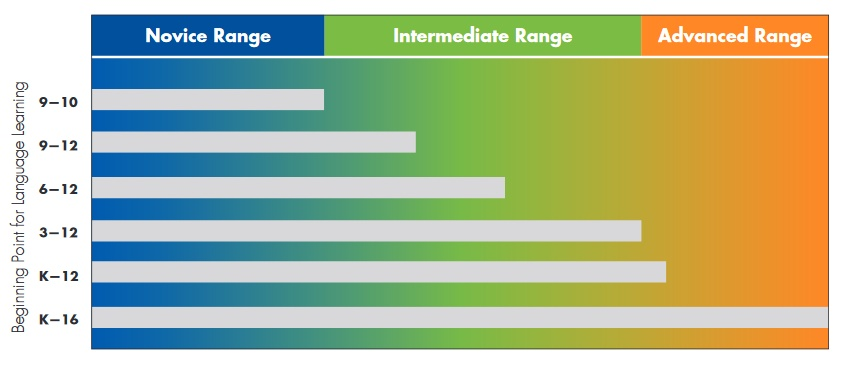 Novice Range
Intermediate Range
Advanced Range
Beginning Point for Language Learning
9–10
9–12
6–12
3–12
K–12
K–16